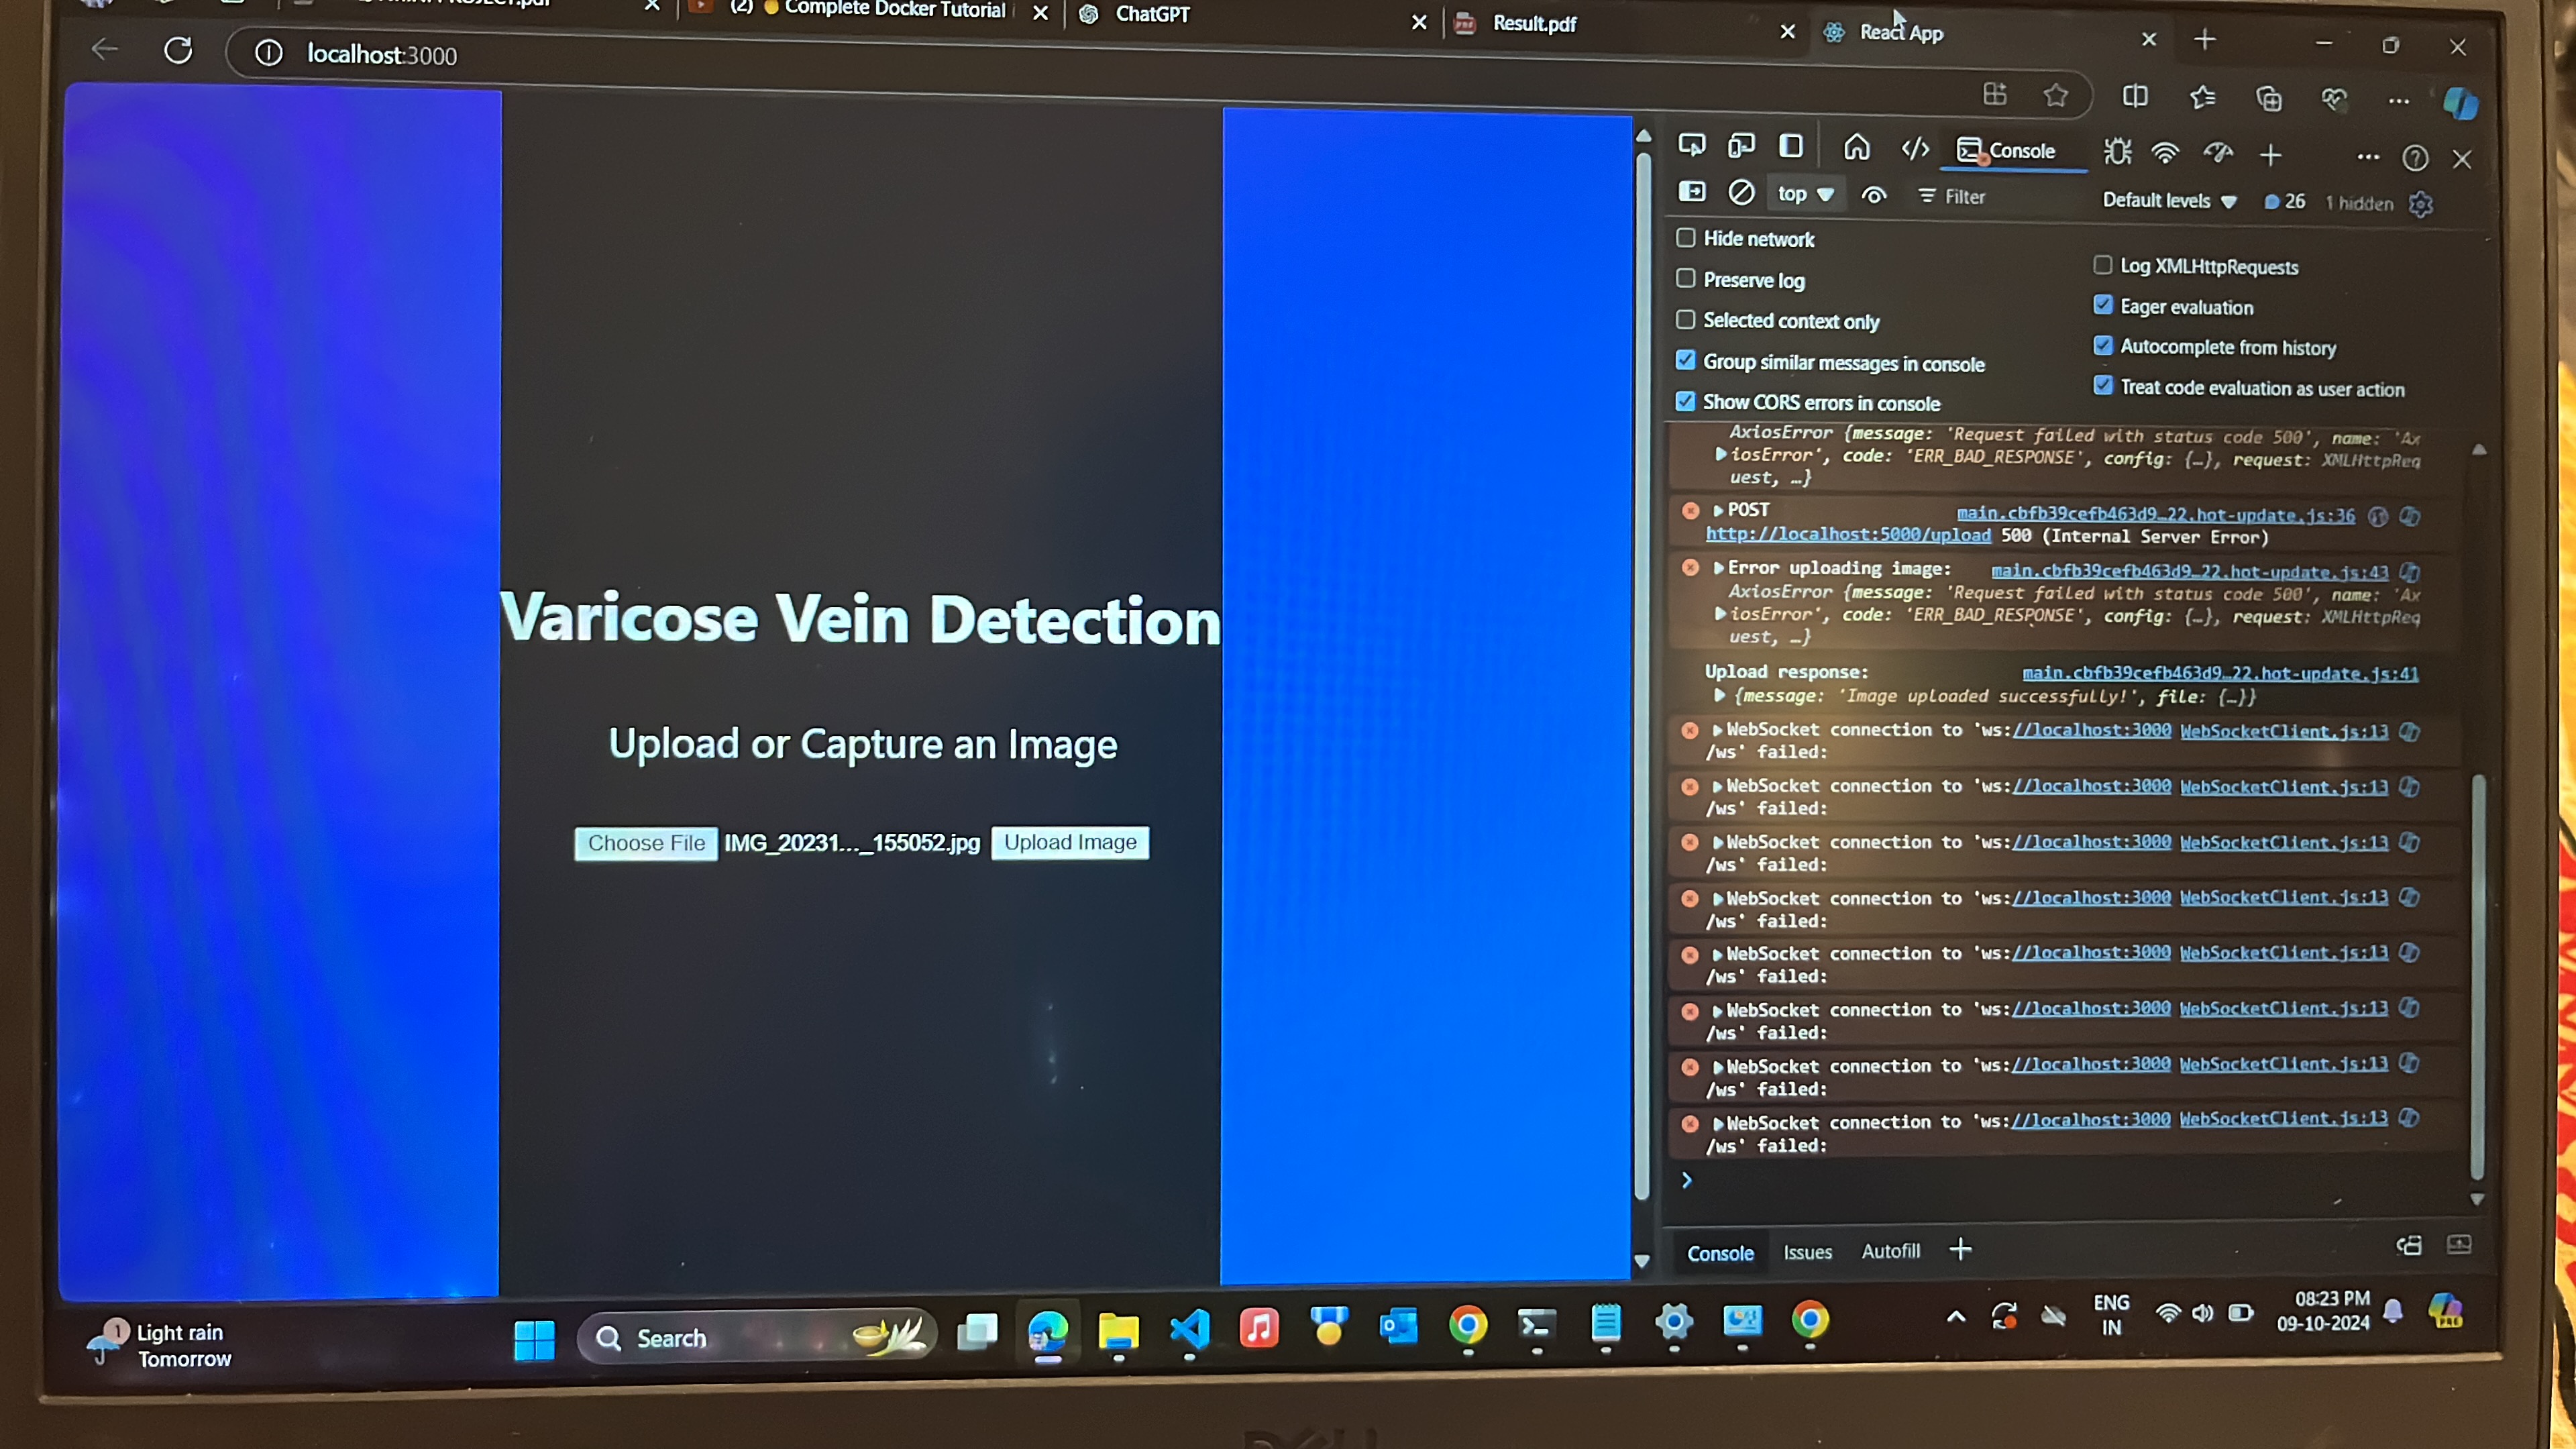 (2) Complete Docker Tutorial
ChatGPT
Result.pdf
React App
localhost:3000
Console
top
Filter
Default levels
26
1 hidden
Hide network
Log XMLHttpRequests
Preserve log
Eager evaluation
Selected context only
Autocomplete from history
Group similar messages in console
Treat code evaluation as user action
Show CORS errors in console
AxiosError {message: 'Request failed with status code 500', name: 'Ax
iosError', code: 'ERR_BAD_RESPONSE', config: {…}, request: XMLHttpReq
uest, …}
POST main.cbfb39cefb463d9…22.hot-update.js:36
http://localhost:5000/upload 500 (Internal Server Error)
Error uploading image: main.cbfb39cefb463d9…22.hot-update.js:43
AxiosError {message: 'Request failed with status code 500', name: 'Ax
iosError', code: 'ERR_BAD_RESPONSE', config: {…}, request: XMLHttpReq
uest, …}
Upload response: main.cbfb39cefb463d9…22.hot-update.js:41
{message: 'Image uploaded successfully!', file: {…}}
WebSocket connection to 'ws://localhost:3000 WebSocketClient.js:13
/ws' failed:
WebSocket connection to 'ws://localhost:3000 WebSocketClient.js:13
/ws' failed:
WebSocket connection to 'ws://localhost:3000 WebSocketClient.js:13
/ws' failed:
WebSocket connection to 'ws://localhost:3000 WebSocketClient.js:13
/ws' failed:
WebSocket connection to 'ws://localhost:3000 WebSocketClient.js:13
/ws' failed:
WebSocket connection to 'ws://localhost:3000 WebSocketClient.js:13
/ws' failed:
WebSocket connection to 'ws://localhost:3000 WebSocketClient.js:13
/ws' failed:
WebSocket connection to 'ws://localhost:3000 WebSocketClient.js:13
/ws' failed:
Console
Issues
Autofill
Varicose Vein Detection
Upload or Capture an Image
Choose File IMG_20231..._155052.jpg Upload Image
1
Light rain
Tomorrow
Search
ENG
IN
08:23 PM
09-10-2024